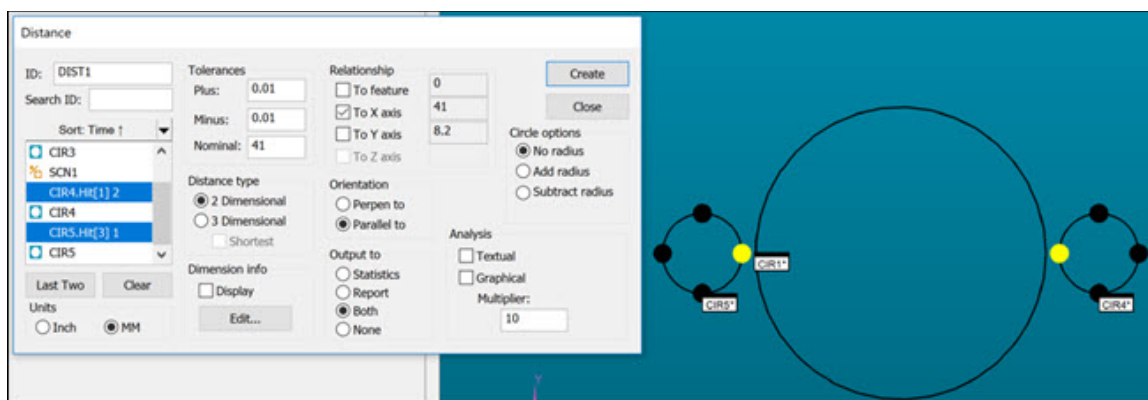 Distance
ID: DIST1
Search ID:
Sort: Time ↑
CIR3
SCN1
CIR4.Hit[1] 2
CIR4
CIR5.Hit[3] 1
CIR5
Last Two Clear
Units
Inch MM
Tolerances
Plus: 0.01
Minus: 0.01
Nominal: 41
Distance type
2 Dimensional
3 Dimensional
Shortest
Dimension info
Display
Edit...
Relationship
To feature 0
To X axis 41
To Y axis 8.2
To Z axis
Orientation
Perpen to
Parallel to
Output to
Statistics
Report
Both
None
Create
Close
Circle options
No radius
Add radius
Subtract radius
Analysis
Textual
Graphical
Multiplier:
10
CIR1*
CIR5*
CIR4*
Y